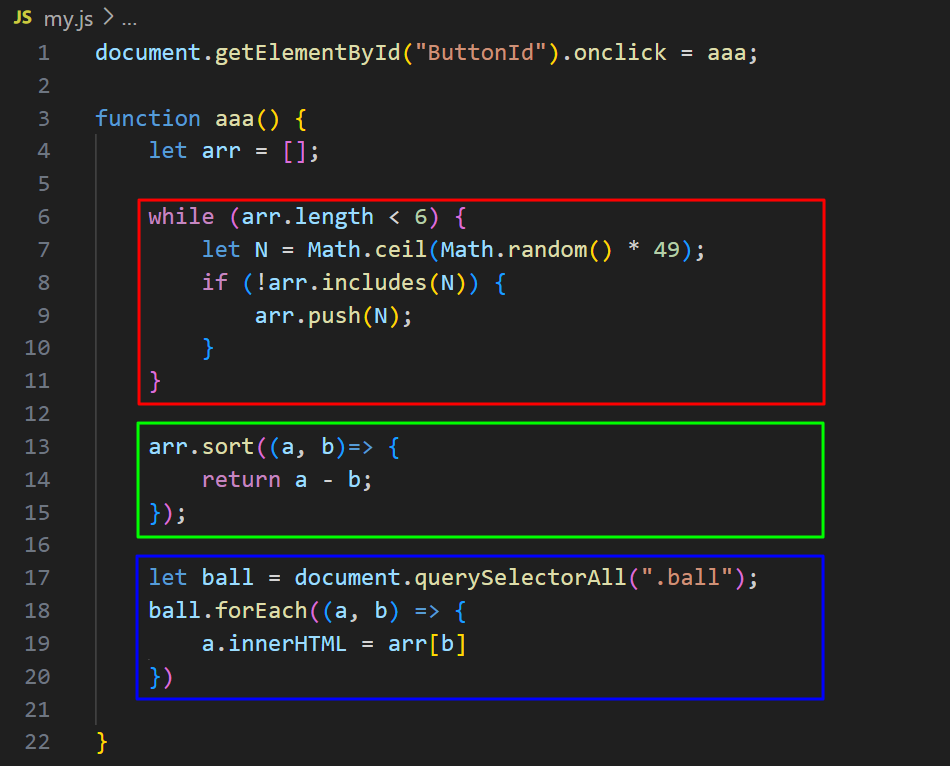 JS my.js > ...
1 document.getElementById("ButtonId").onclick = aaa;
2
3 function aaa() {
4     let arr = [];
5
6     while (arr.length < 6) {
7         let N = Math.ceil(Math.random() * 49);
8         if (!arr.includes(N)) {
9             arr.push(N);
10         }
11     }
12
13     arr.sort((a, b)=> {
14         return a - b;
15     });
16
17     let ball = document.querySelectorAll(".ball");
18     ball.forEach((a, b) => {
19         a.innerHTML = arr[b]
20     })
21
22 }